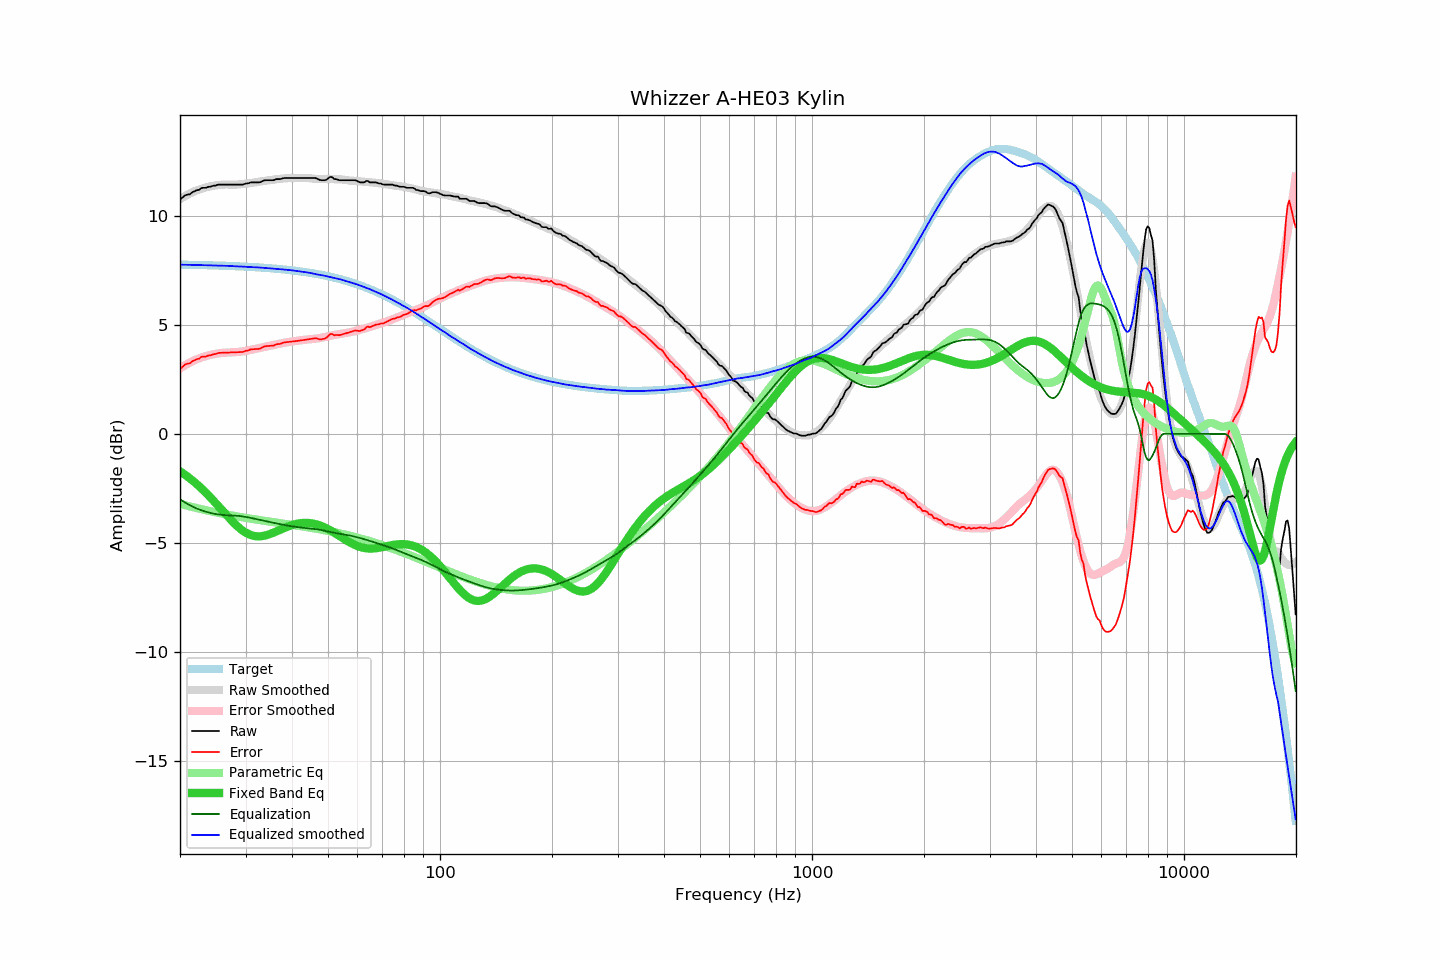 Whizzer A-HE03 Kylin
Amplitude (dBr)
10
5
0
−5
−10
−15
Target
Raw Smoothed
Error Smoothed
Raw
Error
Parametric Eq
Fixed Band Eq
Equalization
Equalized smoothed
100
1000
10000
Frequency (Hz)